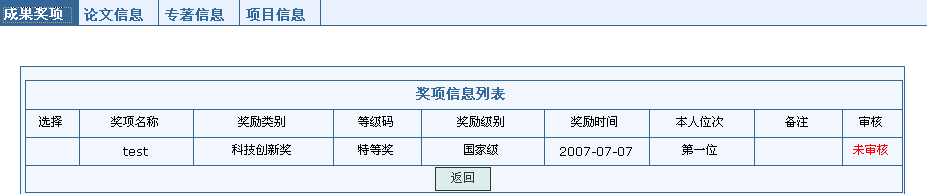 成果奖项 论文信息 专著信息 项目信息
奖项信息列表
选择 奖项名称 奖励类别 等级码 奖励级别 奖励时间 本人位次 备注 审核
test 科技创新奖 特等奖 国家级 2007-07-07 第一位 未审核
返回